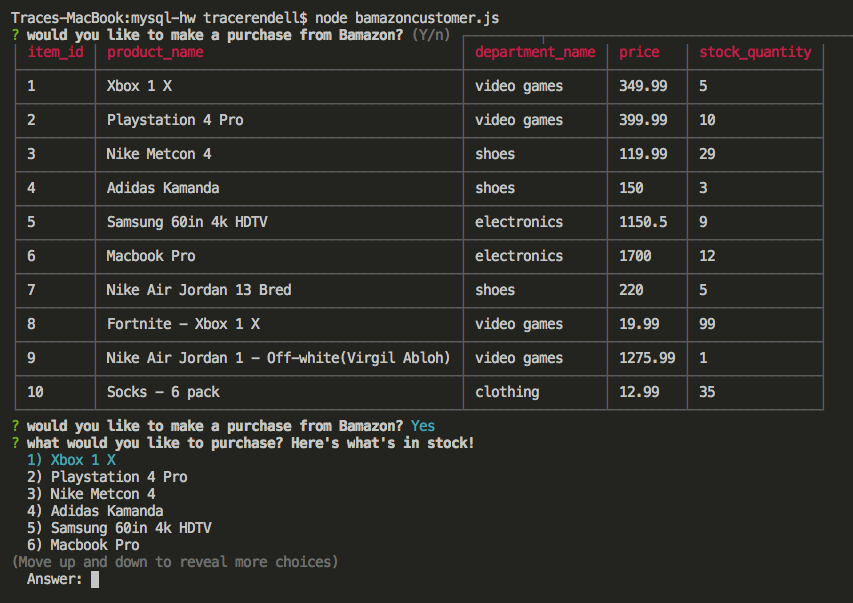 Traces-MacBook:mysql-hw tracerendell$ node bamazoncustomer.js
? would you like to make a purchase from Bamazon? (Y/n)
item_id product_name department_name price stock_quantity
1 Xbox 1 X video games 349.99 5
2 Playstation 4 Pro video games 399.99 10
3 Nike Metcon 4 shoes 119.99 29
4 Adidas Kamanda shoes 150 3
5 Samsung 60in 4k HDTV electronics 1150.5 9
6 Macbook Pro electronics 1700 12
7 Nike Air Jordan 13 Bred shoes 220 5
8 Fortnite - Xbox 1 X video games 19.99 99
9 Nike Air Jordan 1 - Off-white(Virgil Abloh) video games 1275.99 1
10 Socks - 6 pack clothing 12.99 35
? would you like to make a purchase from Bamazon? Yes
? what would you like to purchase? Here's what's in stock!
1) Xbox 1 X
2) Playstation 4 Pro
3) Nike Metcon 4
4) Adidas Kamanda
5) Samsung 60in 4k HDTV
6) Macbook Pro
(Move up and down to reveal more choices)
Answer: